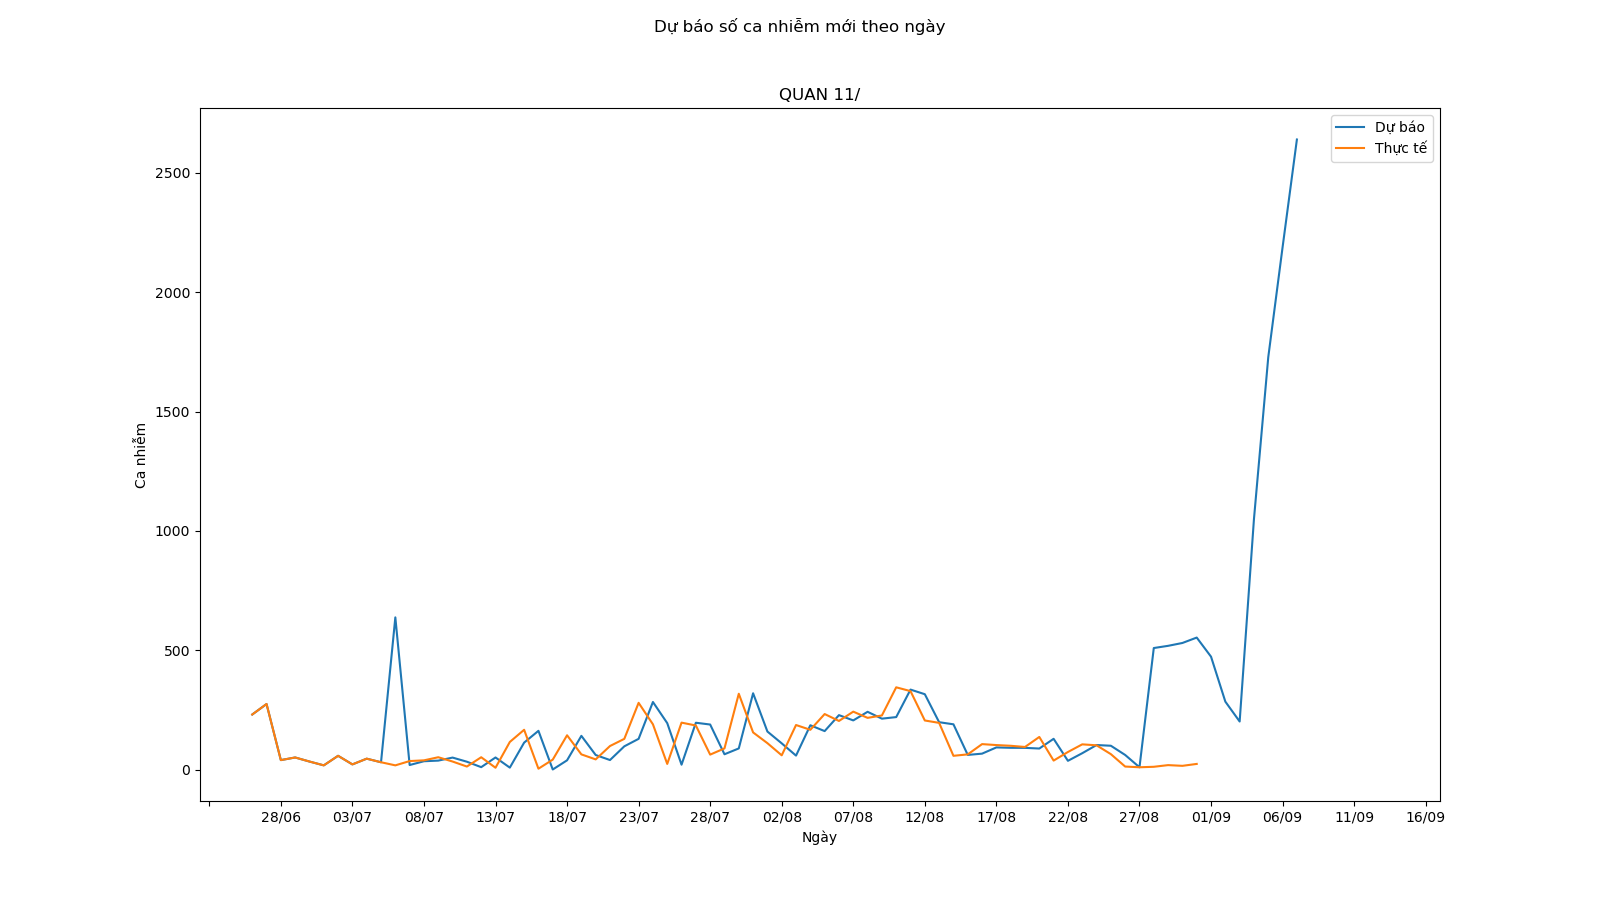 Dự báo số ca nhiễm mới theo ngày
QUAN 11/
Dự báo
Thực tế
2500
2000
1500
1000
500
0
Ca nhiễm
28/06 03/07 08/07 13/07 18/07 23/07 28/07 02/08 07/08 12/08 17/08 22/08 27/08 01/09 06/09 11/09 16/09
Ngày